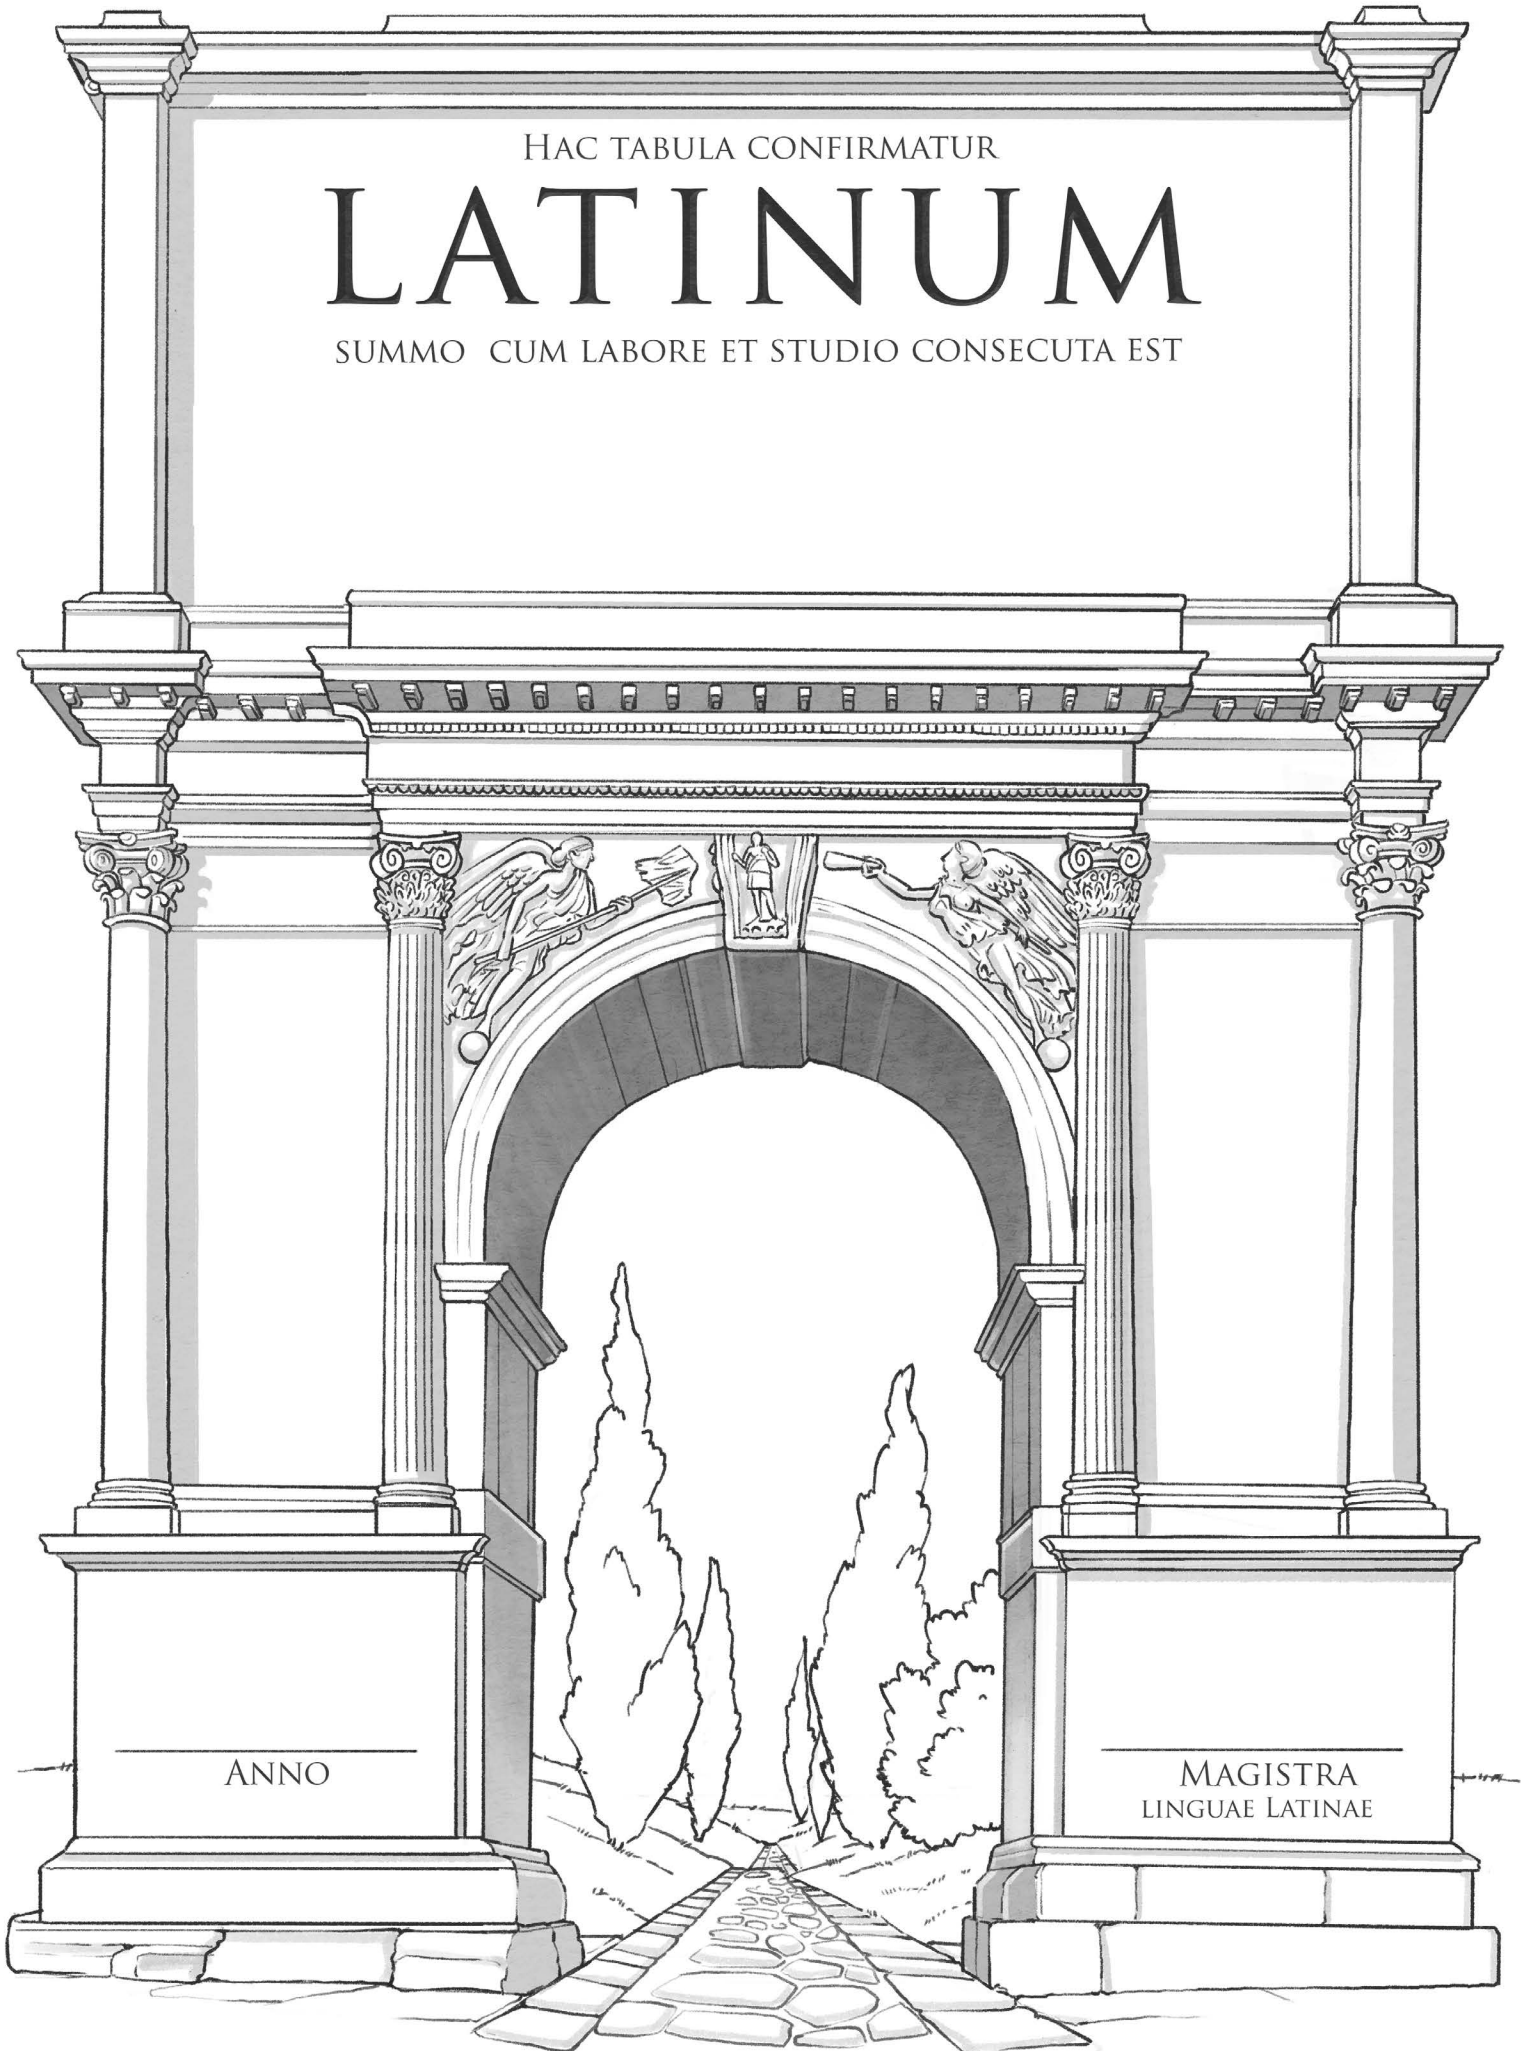 Hac tabula confirmatur
LATINUM
summo cum labore et studio consecuta est
Anno
Magistra
linguae Latinae